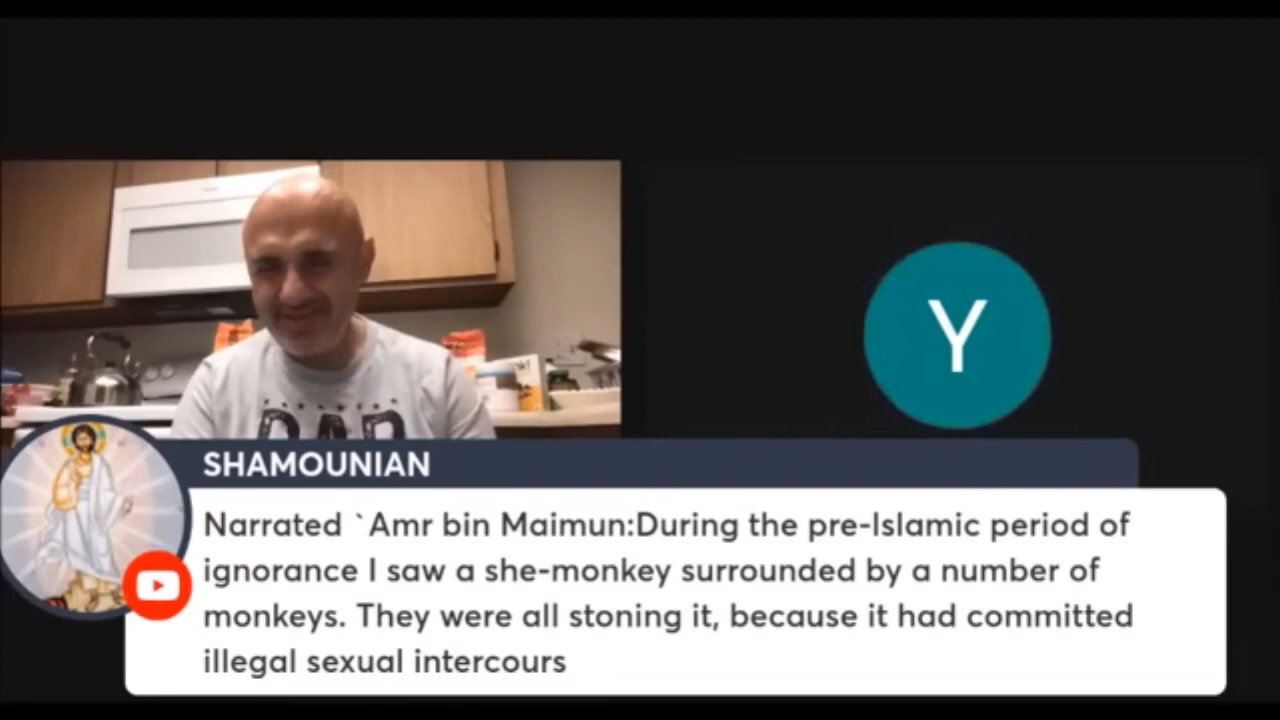 DAD
Y
SHAMOUNIAN
Narrated `Amr bin Maimun:During the pre-Islamic period of
ignorance I saw a she-monkey surrounded by a number of
monkeys. They were all stoning it, because it had committed
illegal sexual intercours